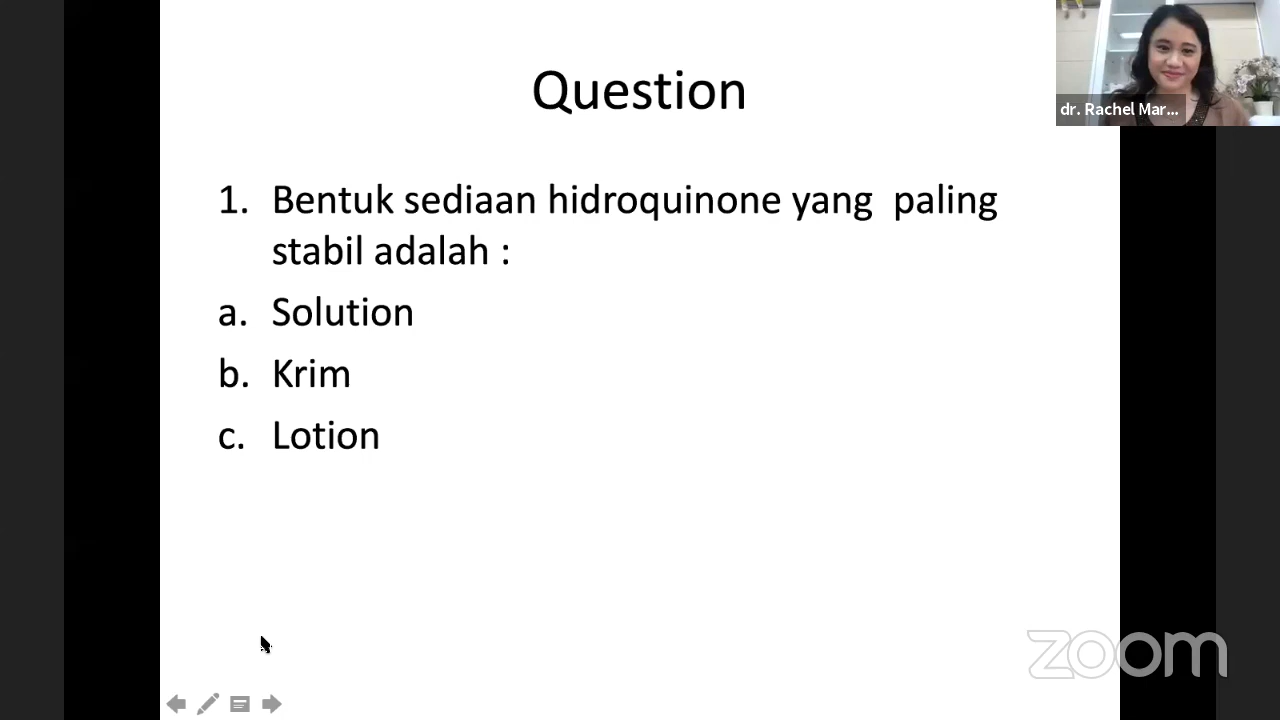 Question
dr. Rachel Mar...
1. Bentuk sediaan hidroquinone yang paling
stabil adalah :
a. Solution
b. Krim
c. Lotion
zoom